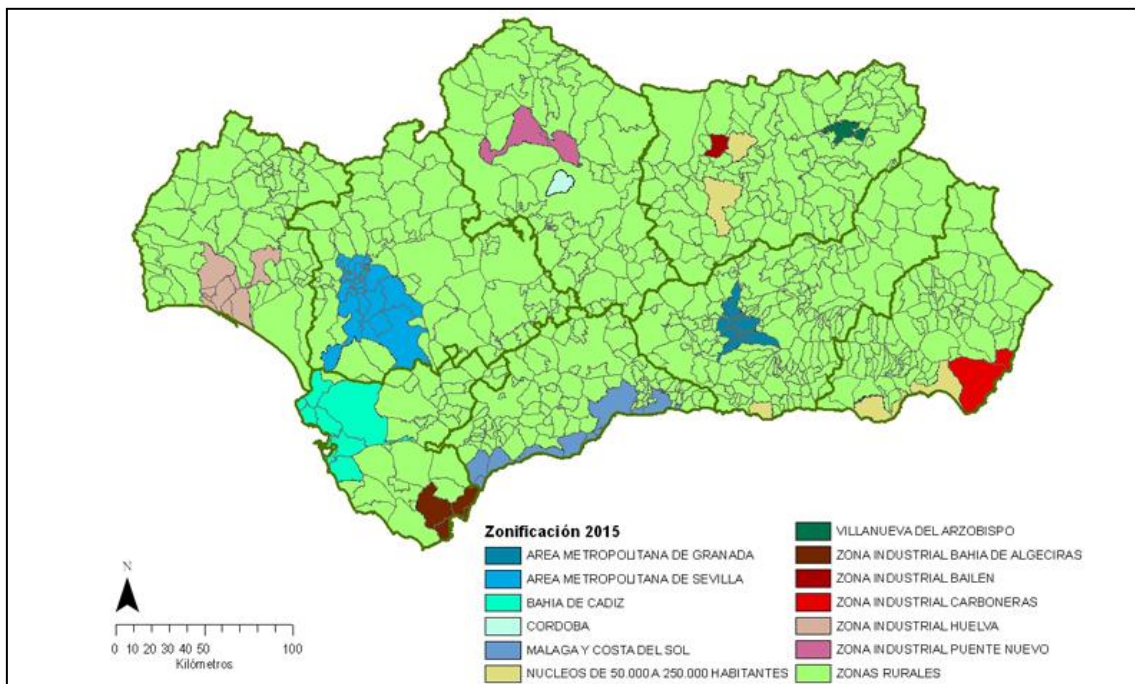 Zonificación 2015
AREA METROPOLITANA DE GRANADA
AREA METROPOLITANA DE SEVILLA
BAHIA DE CADIZ
CORDOBA
MALAGA Y COSTA DEL SOL
NUCLEOS DE 50.000 A 250.000 HABITANTES
VILLANUEVA DEL ARZOBISPO
ZONA INDUSTRIAL BAHIA DE ALGECIRAS
ZONA INDUSTRIAL BAILEN
ZONA INDUSTRIAL CARBONERAS
ZONA INDUSTRIAL HUELVA
ZONA INDUSTRIAL PUENTE NUEVO
ZONAS RURALES
N
0 10 20 30 40 50 100
Kilómetros